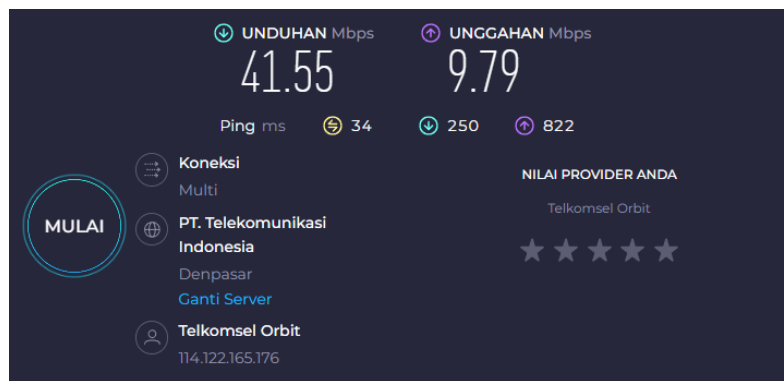 UNDUHAN Mbps
UNGGAHAN Mbps
41.55
9.79
Ping ms 34 250 822
Koneksi
Multi
MULAI
PT. Telekomunikasi
Indonesia
Denpasar
Ganti Server
Telkomsel Orbit
114.122.165.176
NILAI PROVIDER ANDA
Telkomsel Orbit